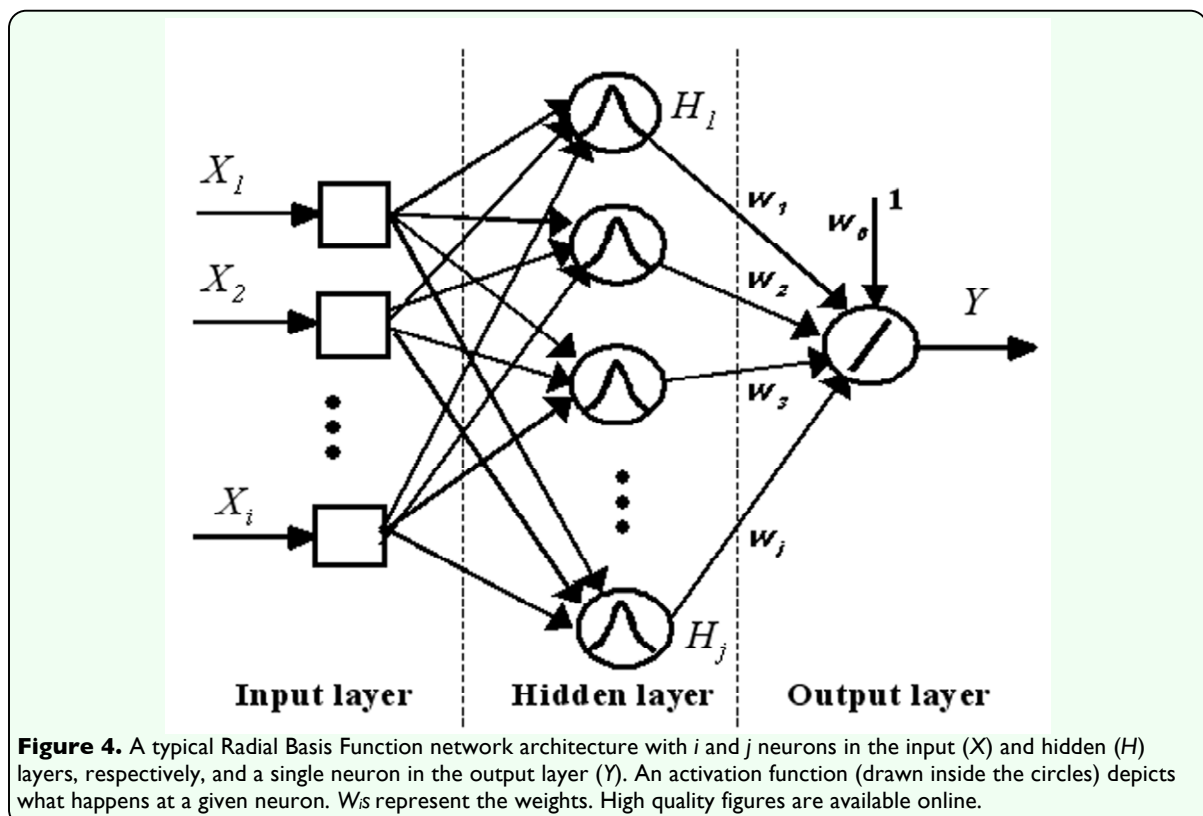 H₁
X₁
w₁
w₀
1
X₂
w₂
Y
w₃
Xᵢ
wⱼ
Hⱼ
Input layer
Hidden layer
Output layer
Figure 4. A typical Radial Basis Function network architecture with i and j neurons in the input (X) and hidden (H)
layers, respectively, and a single neuron in the output layer (Y). An activation function (drawn inside the circles) depicts
what happens at a given neuron. Wis represent the weights. High quality figures are available online.